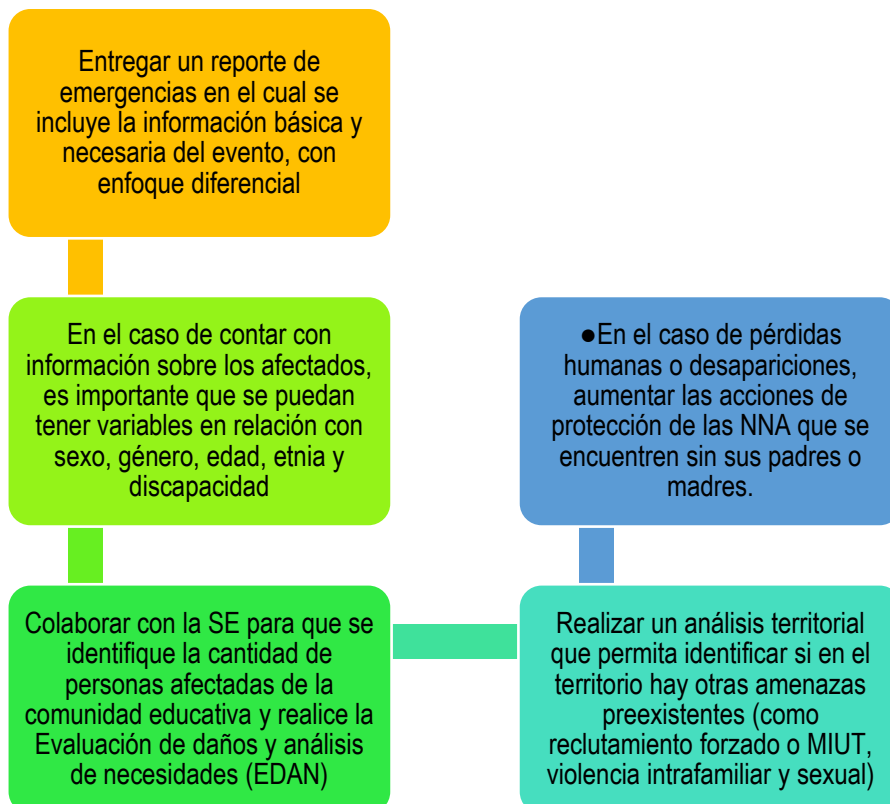 Entregar un reporte de
emergencias en el cual se
incluye la información básica y
necesaria del evento, con
enfoque diferencial
En el caso de contar con
información sobre los afectados,
es importante que se puedan
tener variables en relación con
sexo, género, edad, etnia y
discapacidad
Colaborar con la SE para que se
identifique la cantidad de
personas afectadas de la
comunidad educativa y realice la
Evaluación de daños y análisis
de necesidades (EDAN)
Realizar un análisis territorial
que permita identificar si en el
territorio hay otras amenazas
preexistentes (como
reclutamiento forzado o MIUT,
violencia intrafamiliar y sexual)
●En el caso de pérdidas
humanas o desapariciones,
aumentar las acciones de
protección de las NNA que se
encuentren sin sus padres o
madres.